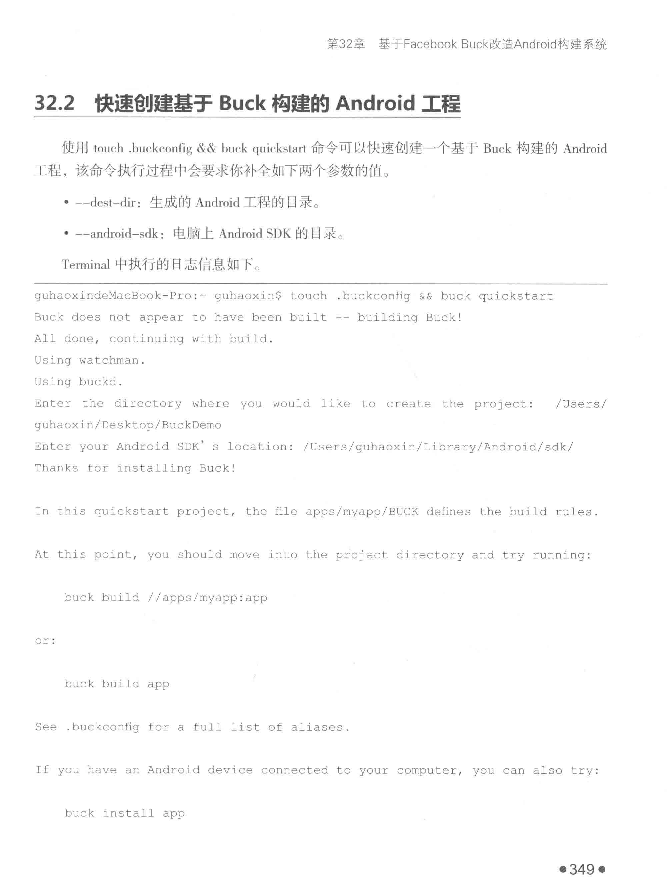 第32章 基于Facebook Buck改造Android构建系统
32.2 快速创建基于 Buck 构建的 Android 工程
使用 touch .buckconfig && buck quickstart 命令可以快速创建一个基于 Buck 构建的 Android
工程，该命令执行过程中会要求你补全如下两个参数的值。
• --dest-dir：生成的 Android 工程的目录。
• --android-sdk：电脑上 Android SDK 的目录。
Terminal 中执行的日志信息如下。
guhaoxindeMacBook-Pro:~ guhaoxin$ touch .buckconfig && buck quickstart
Buck does not appear to have been built -- building Buck!
All done, continuing with build.
Using watchman.
Using buckd.
Enter the directory where you would like to create the project: /Users/
guhaoxin/Desktop/BuckDemo
Enter your Android SDK's location: /Users/guhaoxin/Library/Android/sdk/
Thanks for installing Buck!
In this quickstart project, the file apps/myapp/BUCK defines the build rules.
At this point, you should move into the project directory and try running:
buck build //apps/myapp:app
or:
buck build app
See .buckconfig for a full list of aliases.
If you have an Android device connected to your computer, you can also try:
buck install app
•349•